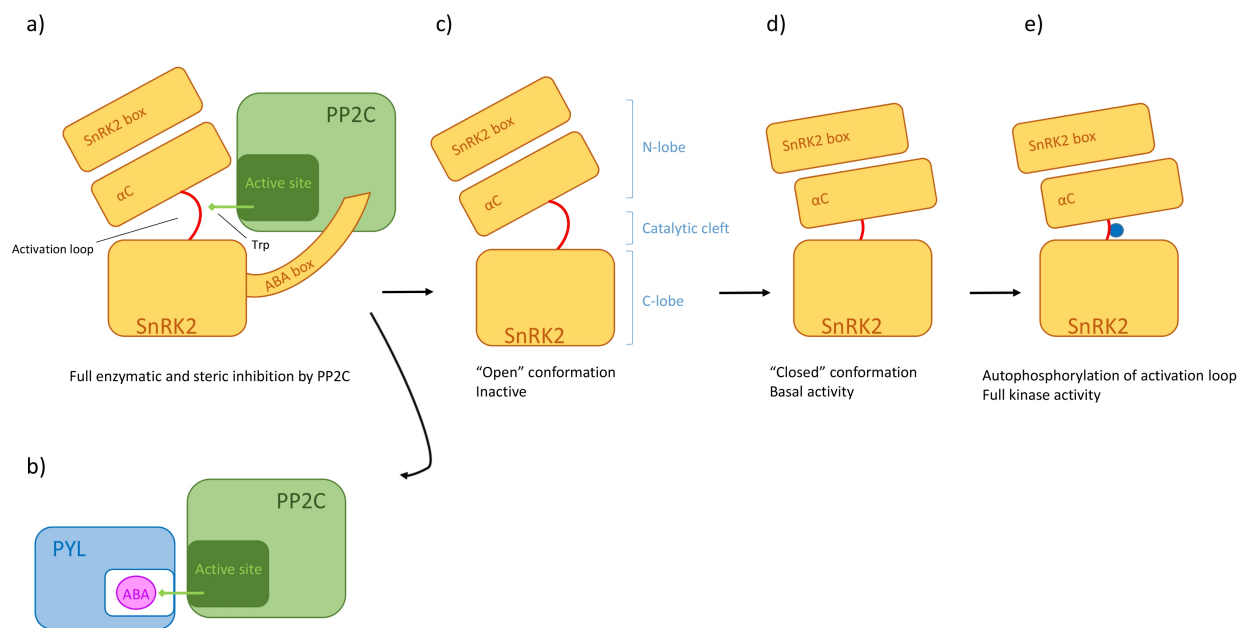 a)
SnRK2 box
αC
PP2C
Active site
Activation loop
Trp
ABA box
SnRK2
Full enzymatic and steric inhibition by PP2C
c)
SnRK2 box
αC
SnRK2
N-lobe
Catalytic cleft
C-lobe
“Open” conformation
Inactive
d)
SnRK2 box
αC
SnRK2
“Closed” conformation
Basal activity
e)
SnRK2 box
αC
SnRK2
Autophosphorylation of activation loop
Full kinase activity
b)
PYL
ABA
PP2C
Active site